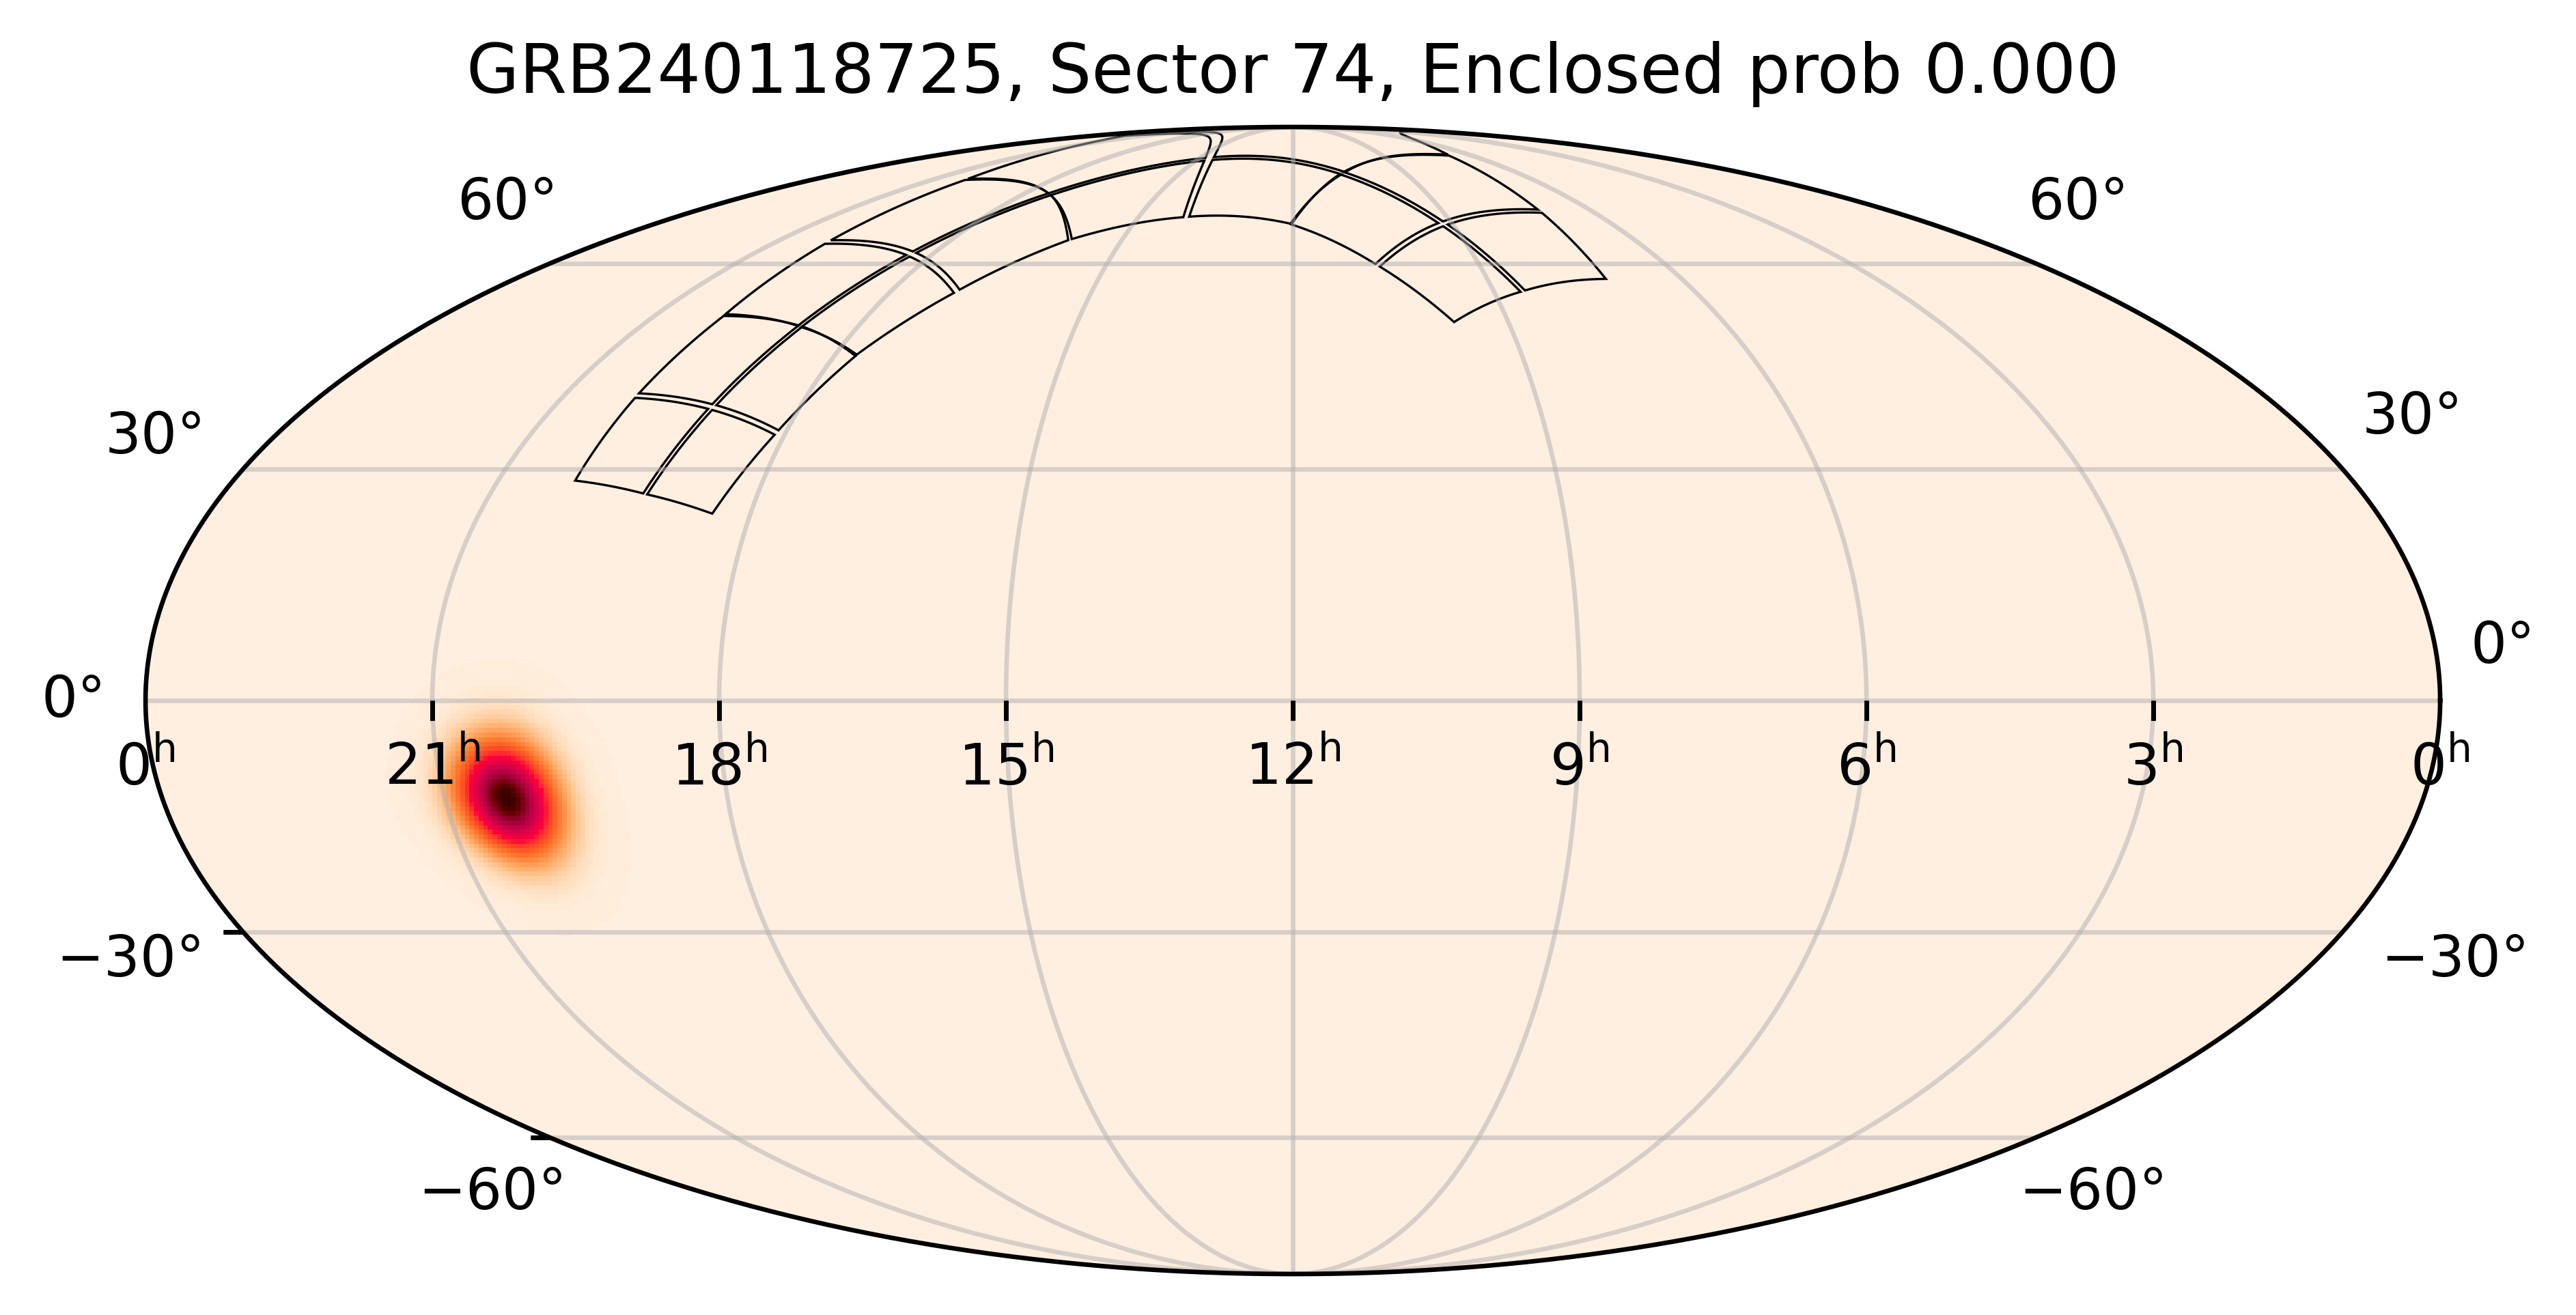 GRB240118725, Sector 74, Enclosed prob 0.000
60° 60°
30° 30°
0° 0°
0ʰ 21ʰ 18ʰ 15ʰ 12ʰ 9ʰ 6ʰ 3ʰ 0ʰ
−30° −30°
−60° −60°